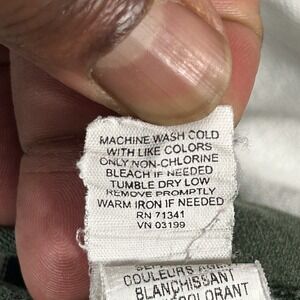 MACHINE WASH COLD
WITH LIKE COLORS
ONLY NON-CHLORINE
BLEACH IF NEEDED
TUMBLE DRY LOW
REMOVE PROMPTLY
WARM IRON IF NEEDED
RN 71341
VN 03199
COULEURS
BLANCHISSANT